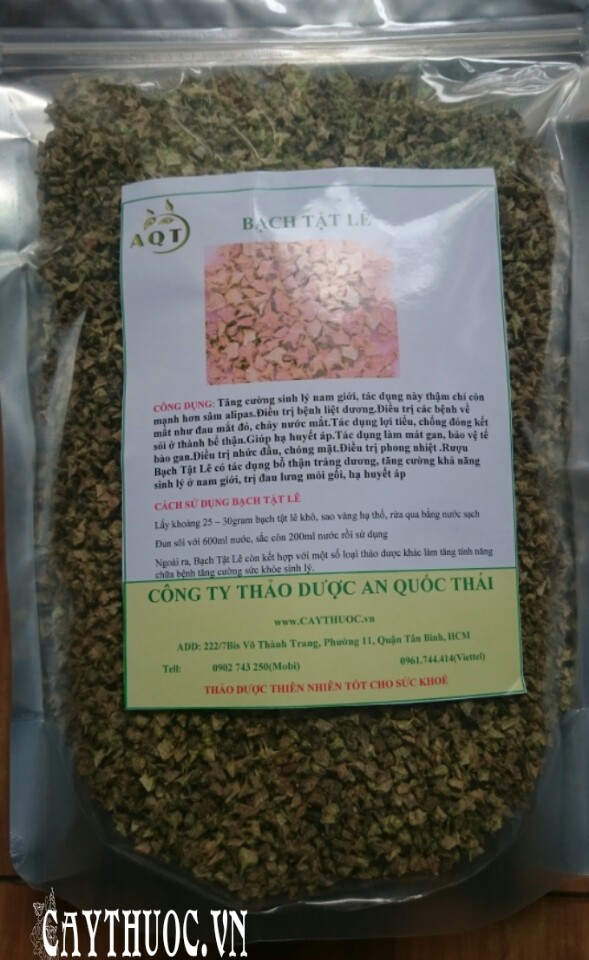 AQT
BẠCH TẬT LÊ
CÔNG DỤNG: Tăng cường sinh lý nam giới, tác dụng này thậm chí còn
mạnh hơn sâm alipas.Điều trị bệnh liệt dương.Điều trị các bệnh về
mắt như đau mắt đỏ, chảy nước mắt.Tác dụng lợi tiểu, chống đông kết
sỏi ở thành bể thận.Giúp hạ huyết áp.Tác dụng làm mát gan, bảo vệ tế
bào gan.Điều trị nhức đầu, chóng mặt.Điều trị phong nhiệt .Rượu
Bạch Tật Lê có tác dụng bổ thận tráng dương, tăng cường khả năng
sinh lý ở nam giới, trị đau lưng mỏi gối, hạ huyết áp
CÁCH SỬ DỤNG BẠCH TẬT LÊ
Lấy khoảng 25 – 30gram bạch tật lê khô, sao vàng hạ thổ, rửa qua bằng nước sạch
Đun sôi với 600ml nước, sắc còn 200ml nước rồi sử dụng
Ngoài ra, Bạch Tật Lê còn kết hợp với một số loại thảo dược khác làm tăng tính năng
chữa bệnh tăng cường sức khỏe sinh lý.
CÔNG TY THẢO DƯỢC AN QUỐC THÁI
www.CAYTHUOC.vn
ADD: 222/7Bis Võ Thành Trang, Phường 11, Quận Tân Bình, HCM
Tell: 0902 743 250(Mobi) 0961.744.414(Viettel)
THẢO DƯỢC THIÊN NHIÊN TỐT CHO SỨC KHOẺ
CAYTHUOC.VN